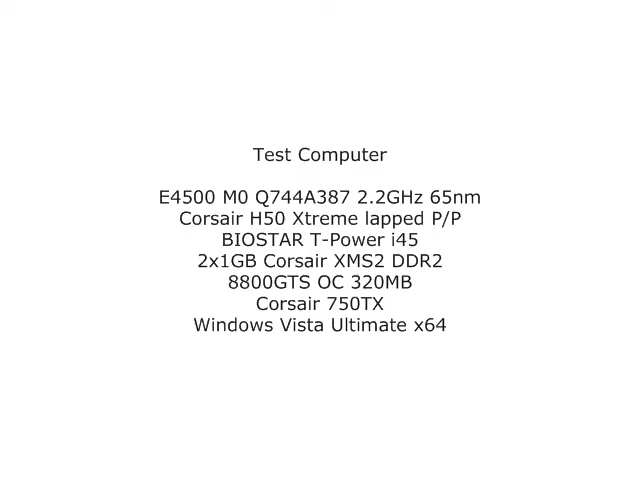 Test Computer
E4500 M0 Q744A387 2.2GHz 65nm
Corsair H50 Xtreme lapped P/P
BIOSTAR T-Power i45
2x1GB Corsair XMS2 DDR2
8800GTS OC 320MB
Corsair 750TX
Windows Vista Ultimate x64